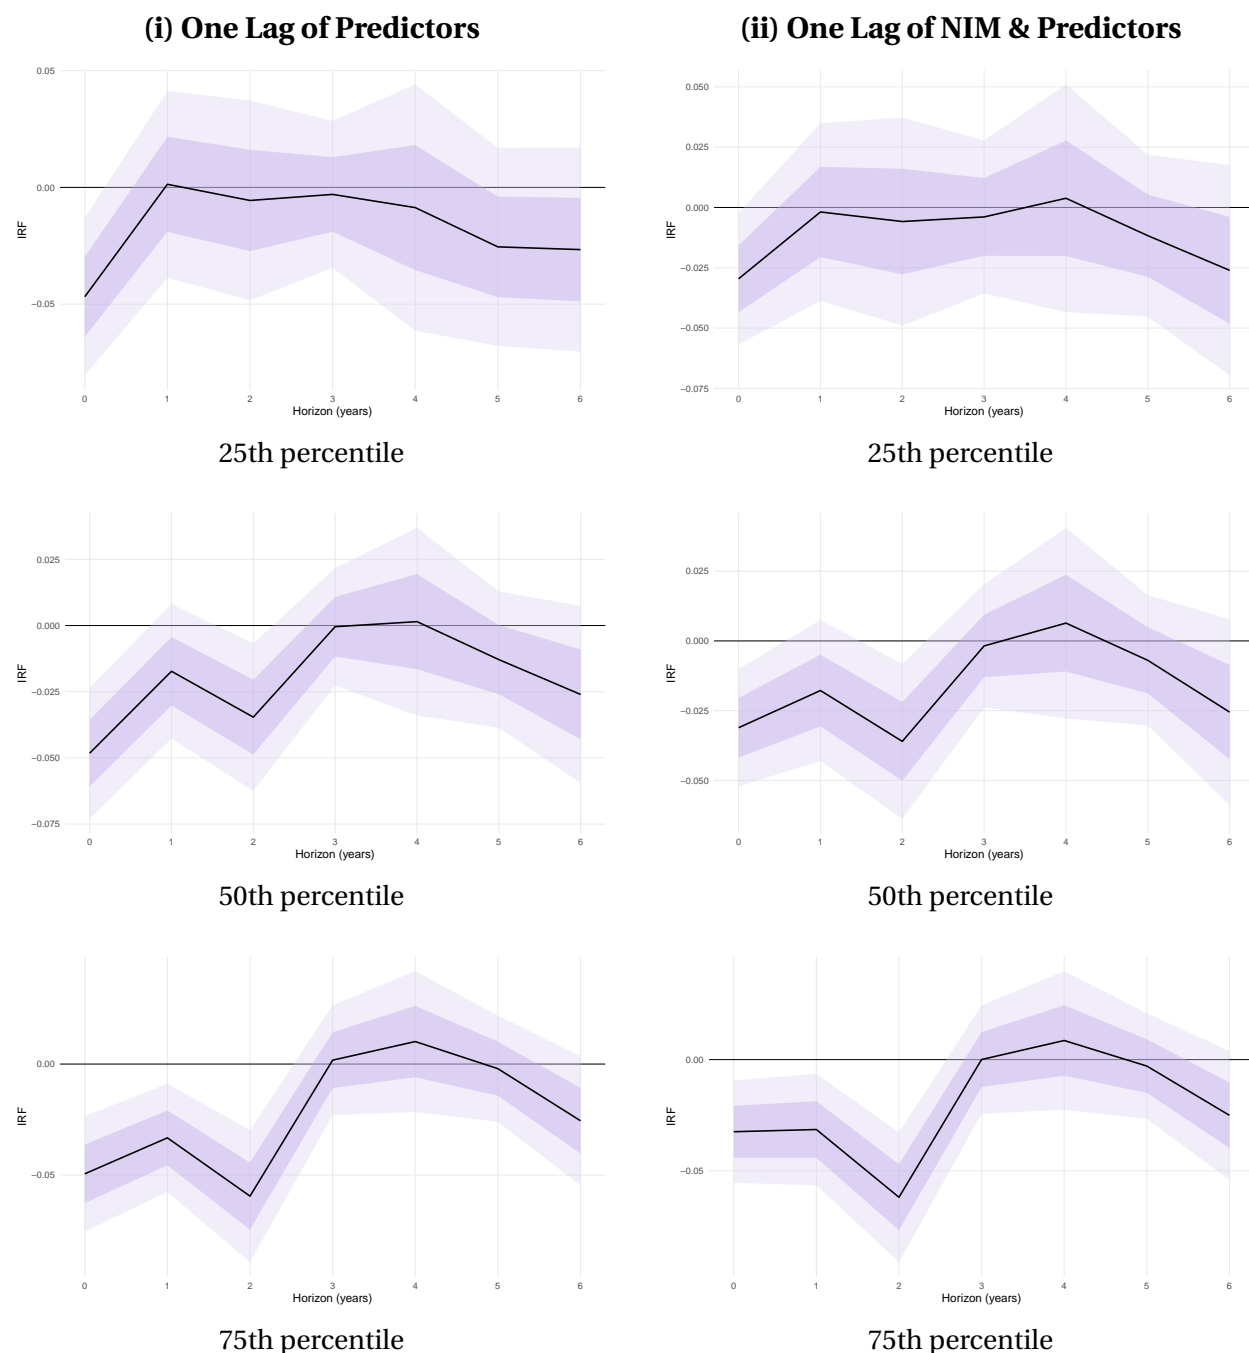 (i) One Lag of Predictors
(ii) One Lag of NIM & Predictors
0.05
0.00
−0.05
IRF
0 1 2 3 4 5 6
Horizon (years)
25th percentile
0.050
0.025
0.000
−0.025
−0.050
−0.075
IRF
0 1 2 3 4 5 6
Horizon (years)
25th percentile
0.025
0.000
−0.025
−0.050
−0.075
IRF
0 1 2 3 4 5 6
Horizon (years)
50th percentile
0.025
0.000
−0.025
−0.050
IRF
0 1 2 3 4 5 6
Horizon (years)
50th percentile
0.00
−0.05
IRF
0 1 2 3 4 5 6
Horizon (years)
75th percentile
0.00
−0.05
IRF
0 1 2 3 4 5 6
Horizon (years)
75th percentile